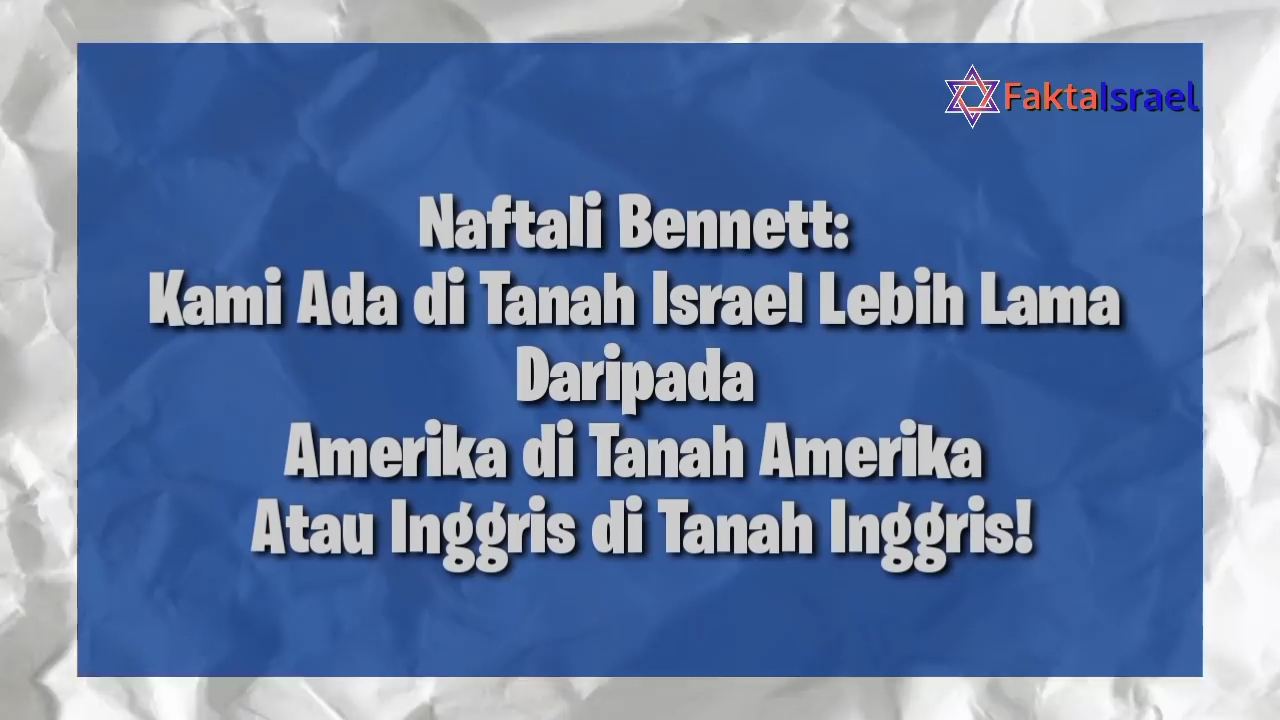 FaktaIsrael
Naftali Bennett:
Kami Ada di Tanah Israel Lebih Lama
Daripada
Amerika di Tanah Amerika
Atau Inggris di Tanah Inggris!